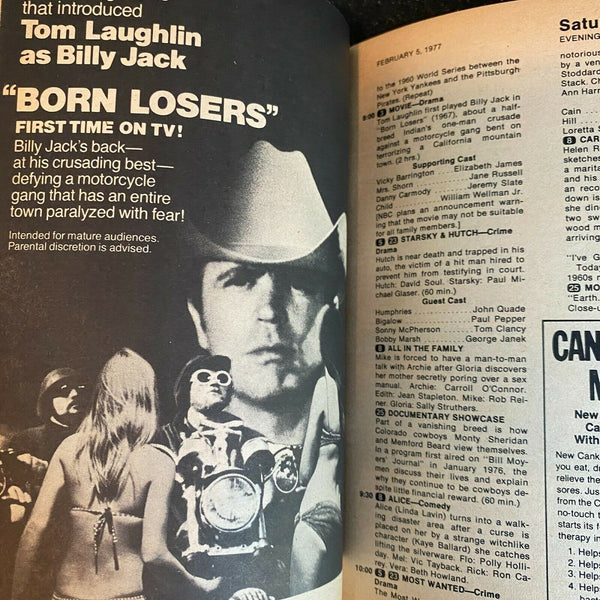 that introduced
Tom Laughlin
as Billy Jack
"BORN LOSERS"
FIRST TIME ON TV!
Billy Jack's back—
at his crusading best—
defying a motorcycle
gang that has an entire
town paralyzed with fear!
Intended for mature audiences.
Parental discretion is advised.
FEBRUARY 5, 1977
to the 1960 World Series between the
New York Yankees and the Pittsburgh
Pirates. (Repeat)
9:00 3 MOVIE—Drama
Tom Laughlin first played Billy Jack in
"Born Losers" (1967), about a half-
breed Indian's one-man crusade
against a motorcycle gang bent on
terrorizing a California mountain
town. (2 hrs.)
Supporting Cast
Vicky Barrington .. Elizabeth James
Mrs. Shorn ........ Jane Russell
Danny Carmody ..... Jeremy Slate
Child ....... William Wellman Jr.
[NBC plans an announcement warn-
ing that the movie may not be suitable
for all family members.]
5 23 STARSKY & HUTCH—Crime
Drama
Hutch is near death and trapped in his
auto, the victim of a hit man hired to
prevent him from testifying in court.
Hutch: David Soul. Starsky: Paul Mi-
chael Glaser. (60 min.)
Guest Cast
Humphries ......... John Quade
Bigalow ........... Paul Pepper
Sonny McPherson .. Tom Clancy
Bobby Marsh ...... George Janek
8 ALL IN THE FAMILY
Mike is forced to have a man-to-man
talk with Archie after Gloria discovers
her mother secretly poring over a sex
manual. Archie: Carroll O'Connor.
Edith: Jean Stapleton. Mike: Rob Rei-
ner. Gloria: Sally Struthers.
25 DOCUMENTARY SHOWCASE
Part of a vanishing breed is how
Colorado cowboys Monty Sheridan
and Memford Beard view themselves.
In a program first aired on "Bill Moy-
ers' Journal" in January 1976, the
men discuss their lives and explain
why they continue to be cowboys de-
spite little financial reward. (60 min.)
9:30 8 ALICE—Comedy
Alice (Linda Lavin) turns into a walk-
ing disaster area after a curse is
placed on her by a strange witchlike
character (Kaye Ballard) she catches
lifting the silverware. Flo: Polly Holli-
day. Mel: Vic Tayback. Rick: Ron Ca-
rey. Vera: Beth Howland.
10:00 5 23 MOST WANTED—Crime
Drama
The Most W
Satu
EVENING
notorious
by a ven
Stoddard
Stack. Ch
Ann Harr
Cain
Hill
Loretta S
8 CAR
Helen R
sketches
a marita
and his
an reco
down is
she din
two sw
wood m
arriving
"I've G
Today
1960s m
25 MO
"Earth.
Close-u
CAN
New
Ca
With
New Cank
you eat, d
relieve the
sores. Jus
from the C
no-touch t
starts its f
therapy in
1. Helps
2. Helps
3. Helps
4. Helps